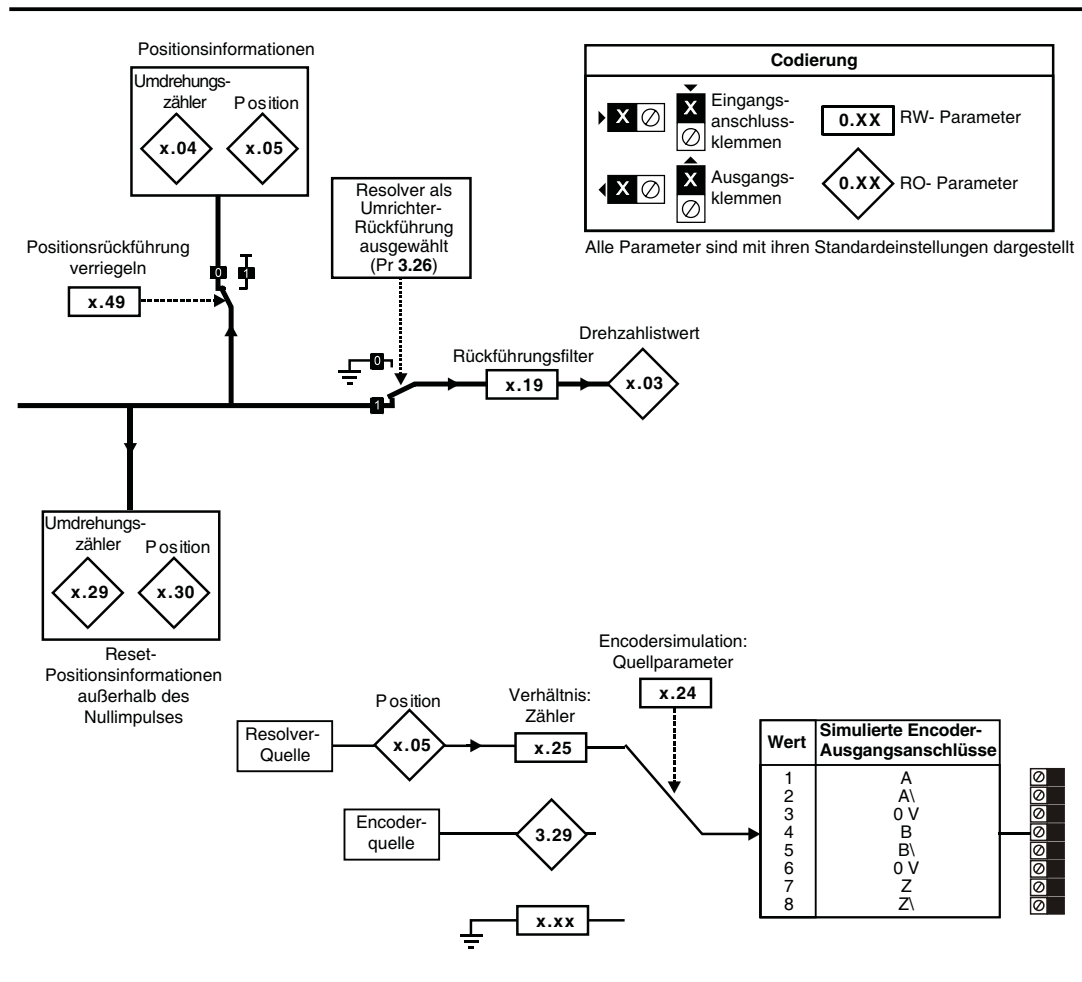 Positionsinformationen
Umdrehungs-
zähler
Position
x.04
x.05
Codierung
X
X
Eingangs-
anschluss-
klemmen
0.XX
RW- Parameter
X
X
Ausgangs-
klemmen
0.XX
RO- Parameter
Alle Parameter sind mit ihren Standardeinstellungen dargestellt
Resolver als
Umrichter-
Rückführung
ausgewählt
(Pr 3.26)
Positionsrückführung
verriegeln
x.49
0
1
Drehzahlistwert
Rückführungsfilter
0
x.19
x.03
1
Umdrehungs-
zähler
Position
x.29
x.30
Reset-
Positionsinformationen
außerhalb des
Nullimpulses
Encodersimulation:
Quellparameter
x.24
Position
Verhältnis:
Zähler
Resolver-
Quelle
x.05
x.25
Encoder-
quelle
3.29
x.xx
Wert
Simulierte Encoder-
Ausgangsanschlüsse
1 A
2 A\
3 0 V
4 B
5 B\
6 0 V
7 Z
8 Z\